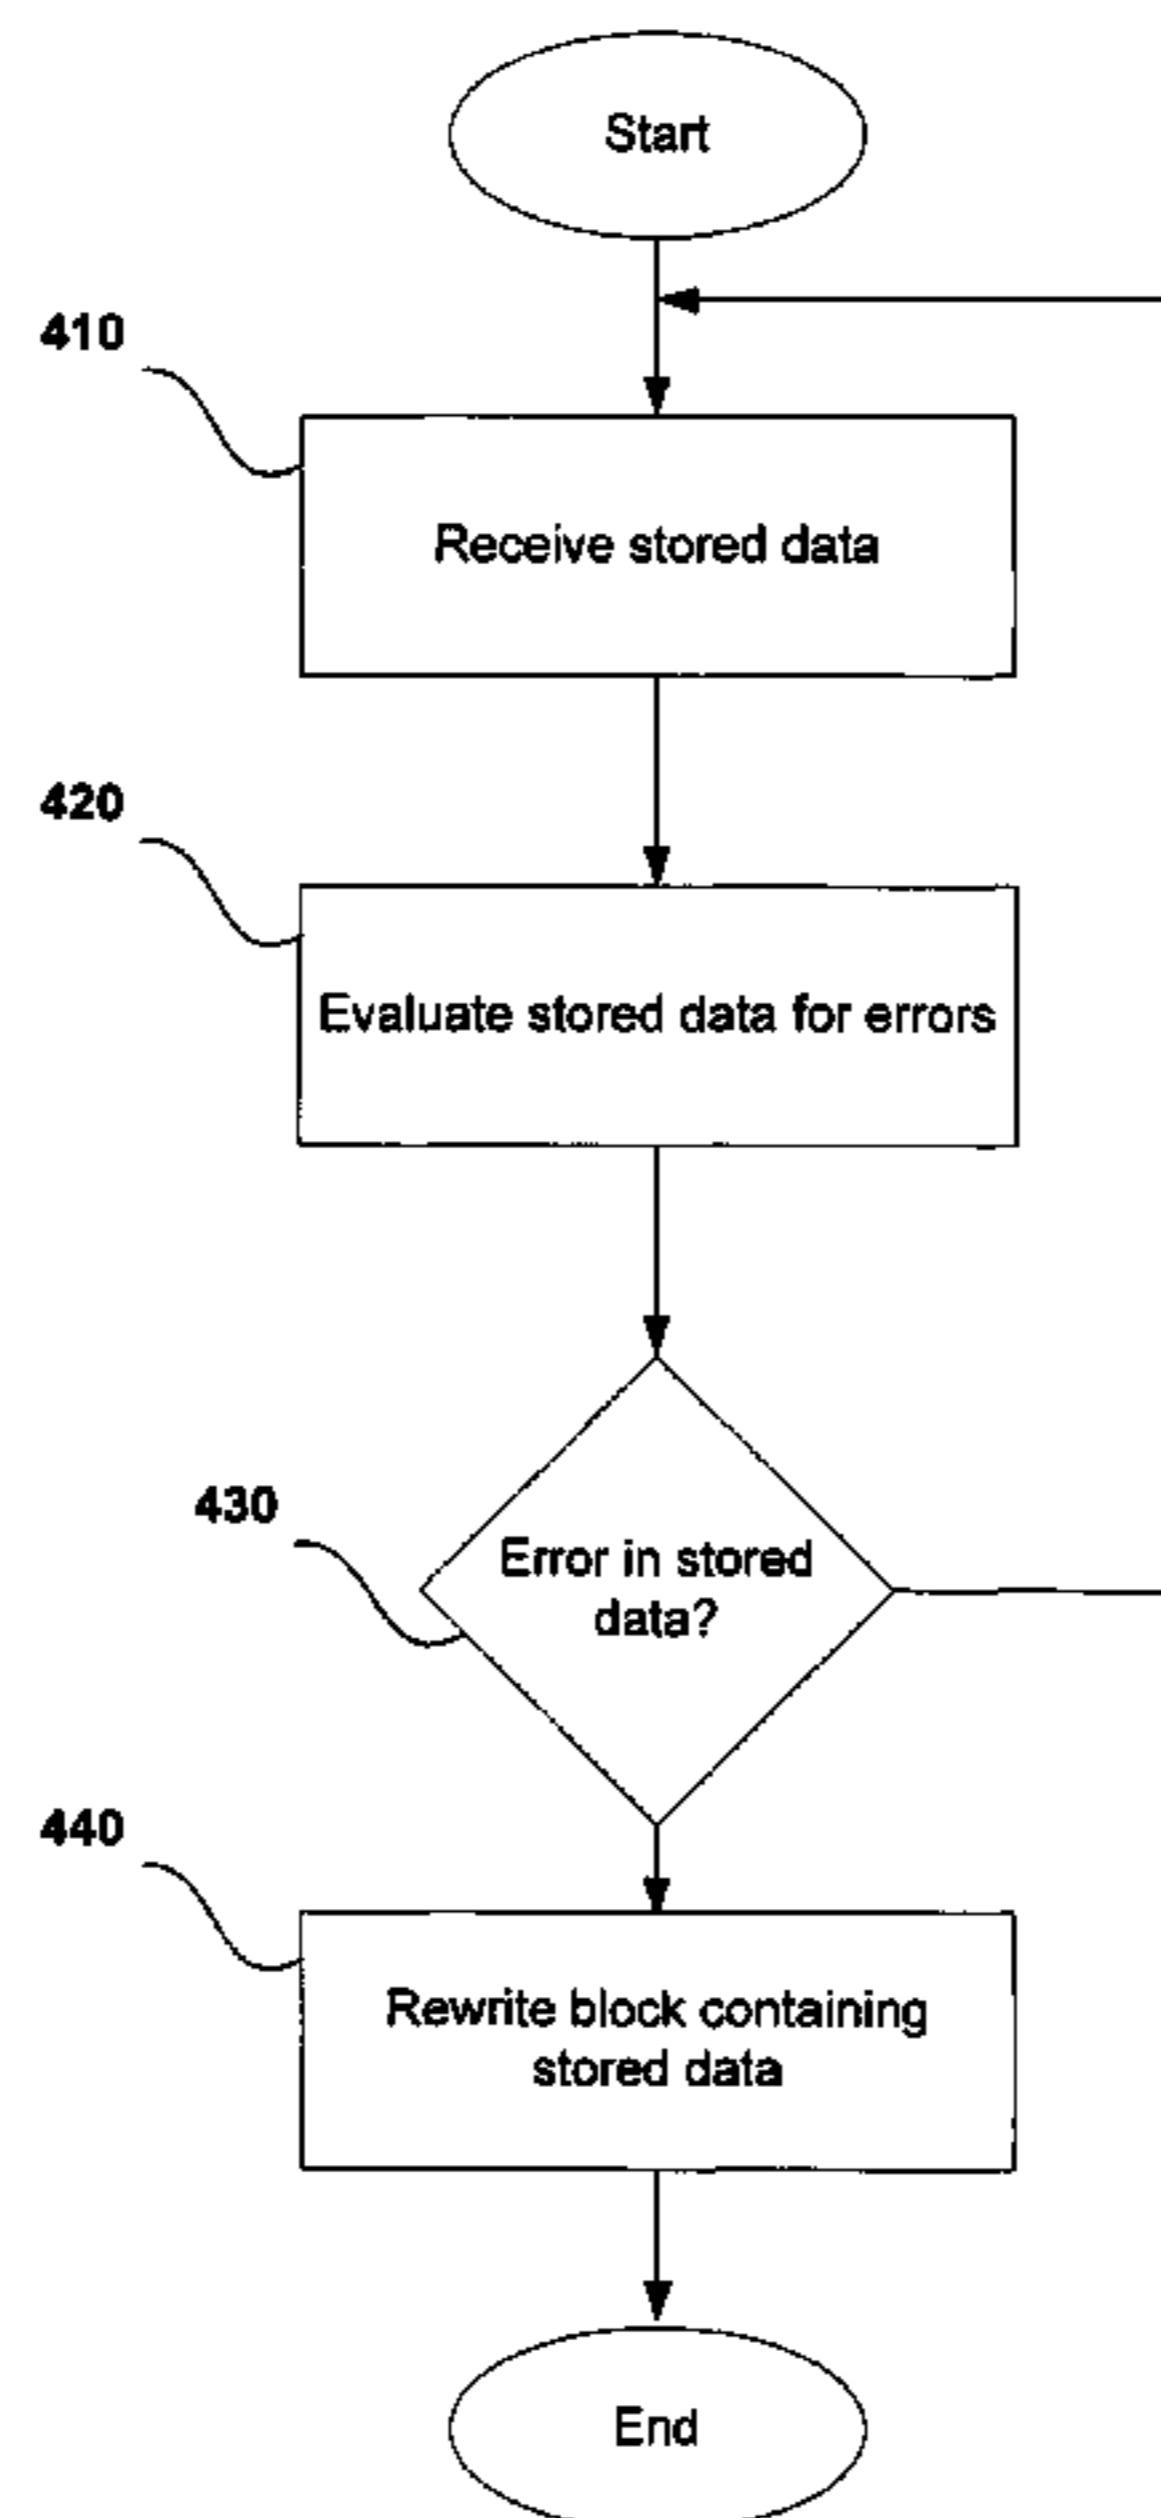 Start
410
Receive stored data
420
Evaluate stored data for errors
430
Error in stored
data?
440
Rewrite block containing
stored data
End